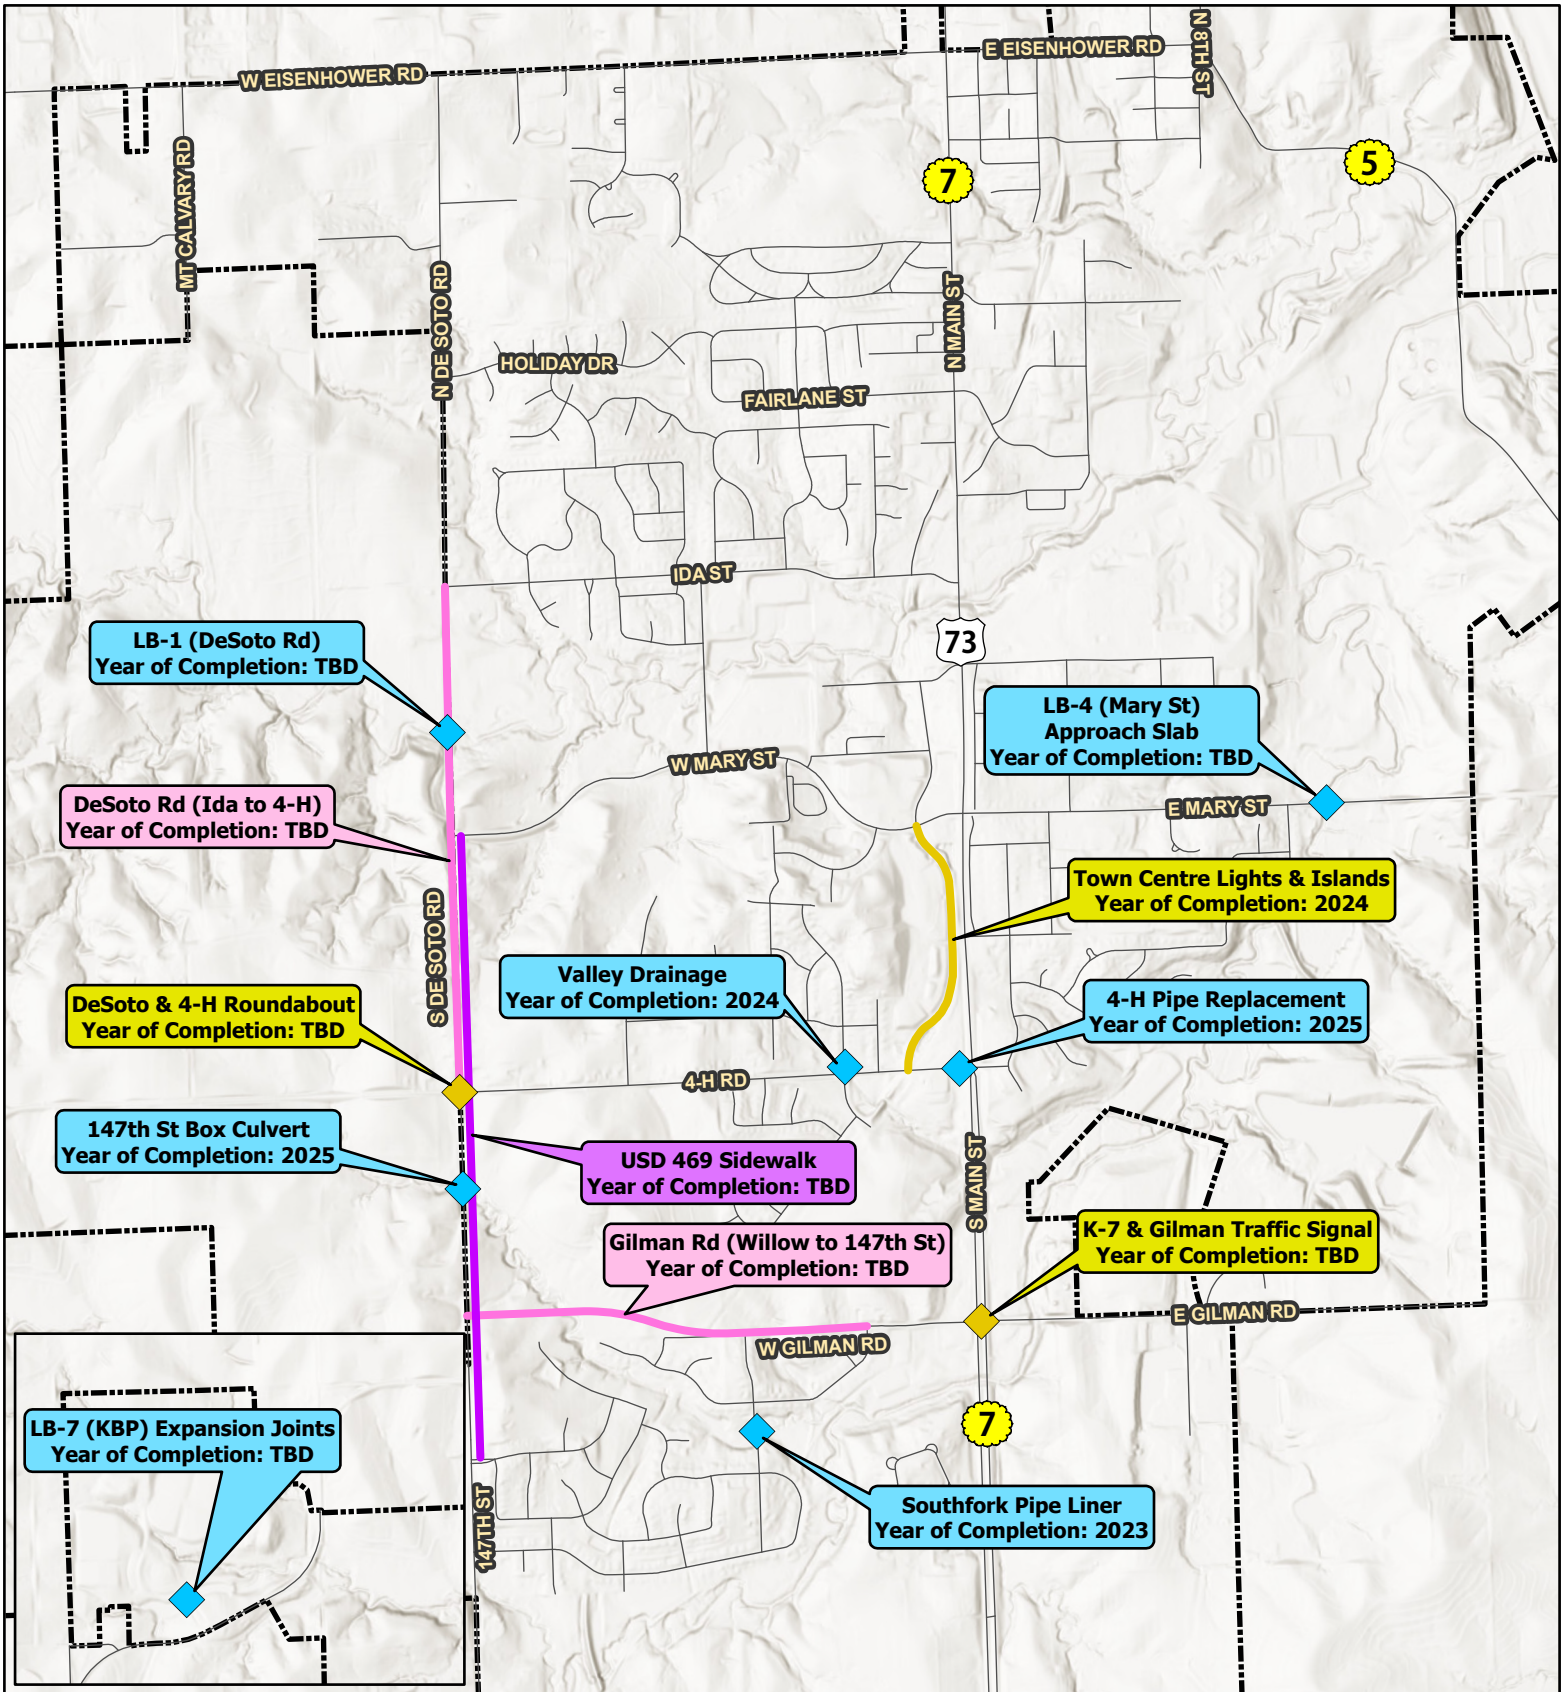 W EISENHOWER RD
E EISENHOWER RD
N 8TH ST
MT CALVARY RD
7
5
N DE SOTO RD
N MAIN ST
HOLIDAY DR
FAIRLANE ST
IDA ST
73
LB-1 (DeSoto Rd)
Year of Completion: TBD
LB-4 (Mary St)
Approach Slab
Year of Completion: TBD
W MARY ST
E MARY ST
DeSoto Rd (Ida to 4-H)
Year of Completion: TBD
Town Centre Lights & Islands
Year of Completion: 2024
S DE SOTO RD
Valley Drainage
Year of Completion: 2024
4-H Pipe Replacement
Year of Completion: 2025
DeSoto & 4-H Roundabout
Year of Completion: TBD
4-H RD
147th St Box Culvert
Year of Completion: 2025
USD 469 Sidewalk
Year of Completion: TBD
S MAIN ST
Gilman Rd (Willow to 147th St)
Year of Completion: TBD
K-7 & Gilman Traffic Signal
Year of Completion: TBD
E GILMAN RD
W GILMAN RD
LB-7 (KBP) Expansion Joints
Year of Completion: TBD
7
Southfork Pipe Liner
Year of Completion: 2023
147TH ST